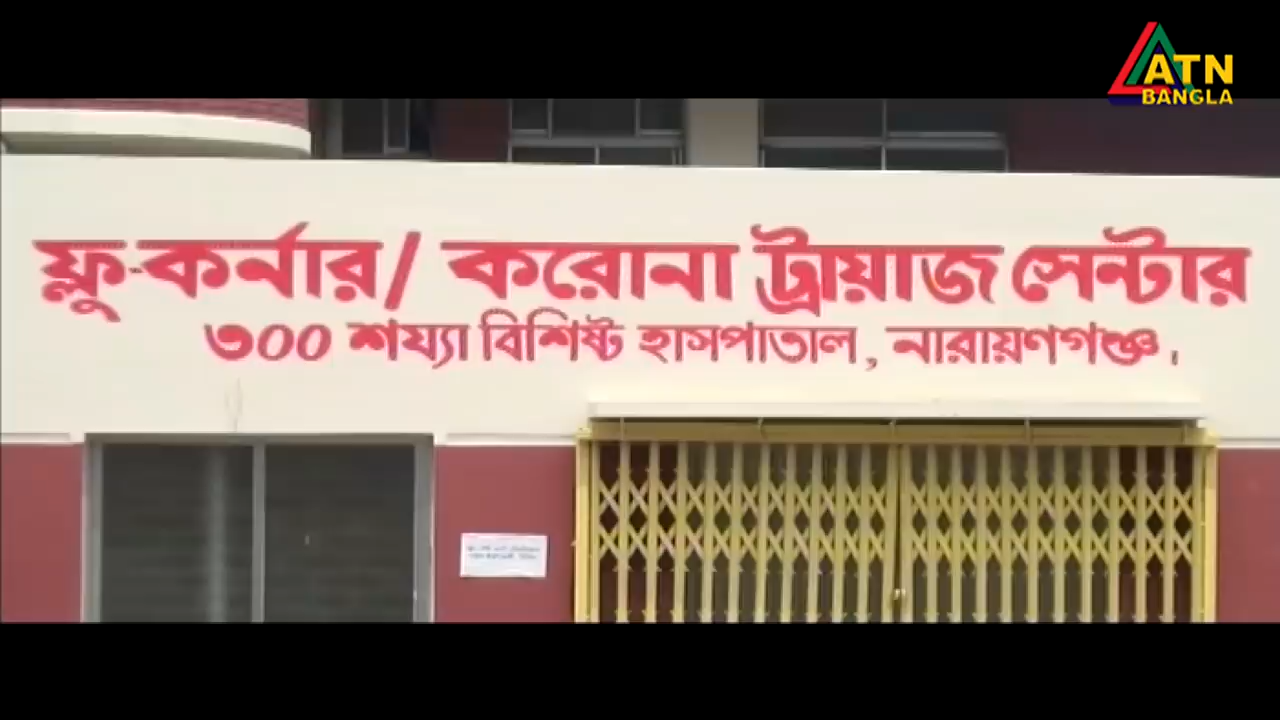 ATN
BANGLA
ফ্লু-কর্নার/ করোনা ট্রায়াজ সেন্টার
৩০০ শয্যা বিশিষ্ট হাসপাতাল, নারায়ণগঞ্জ।